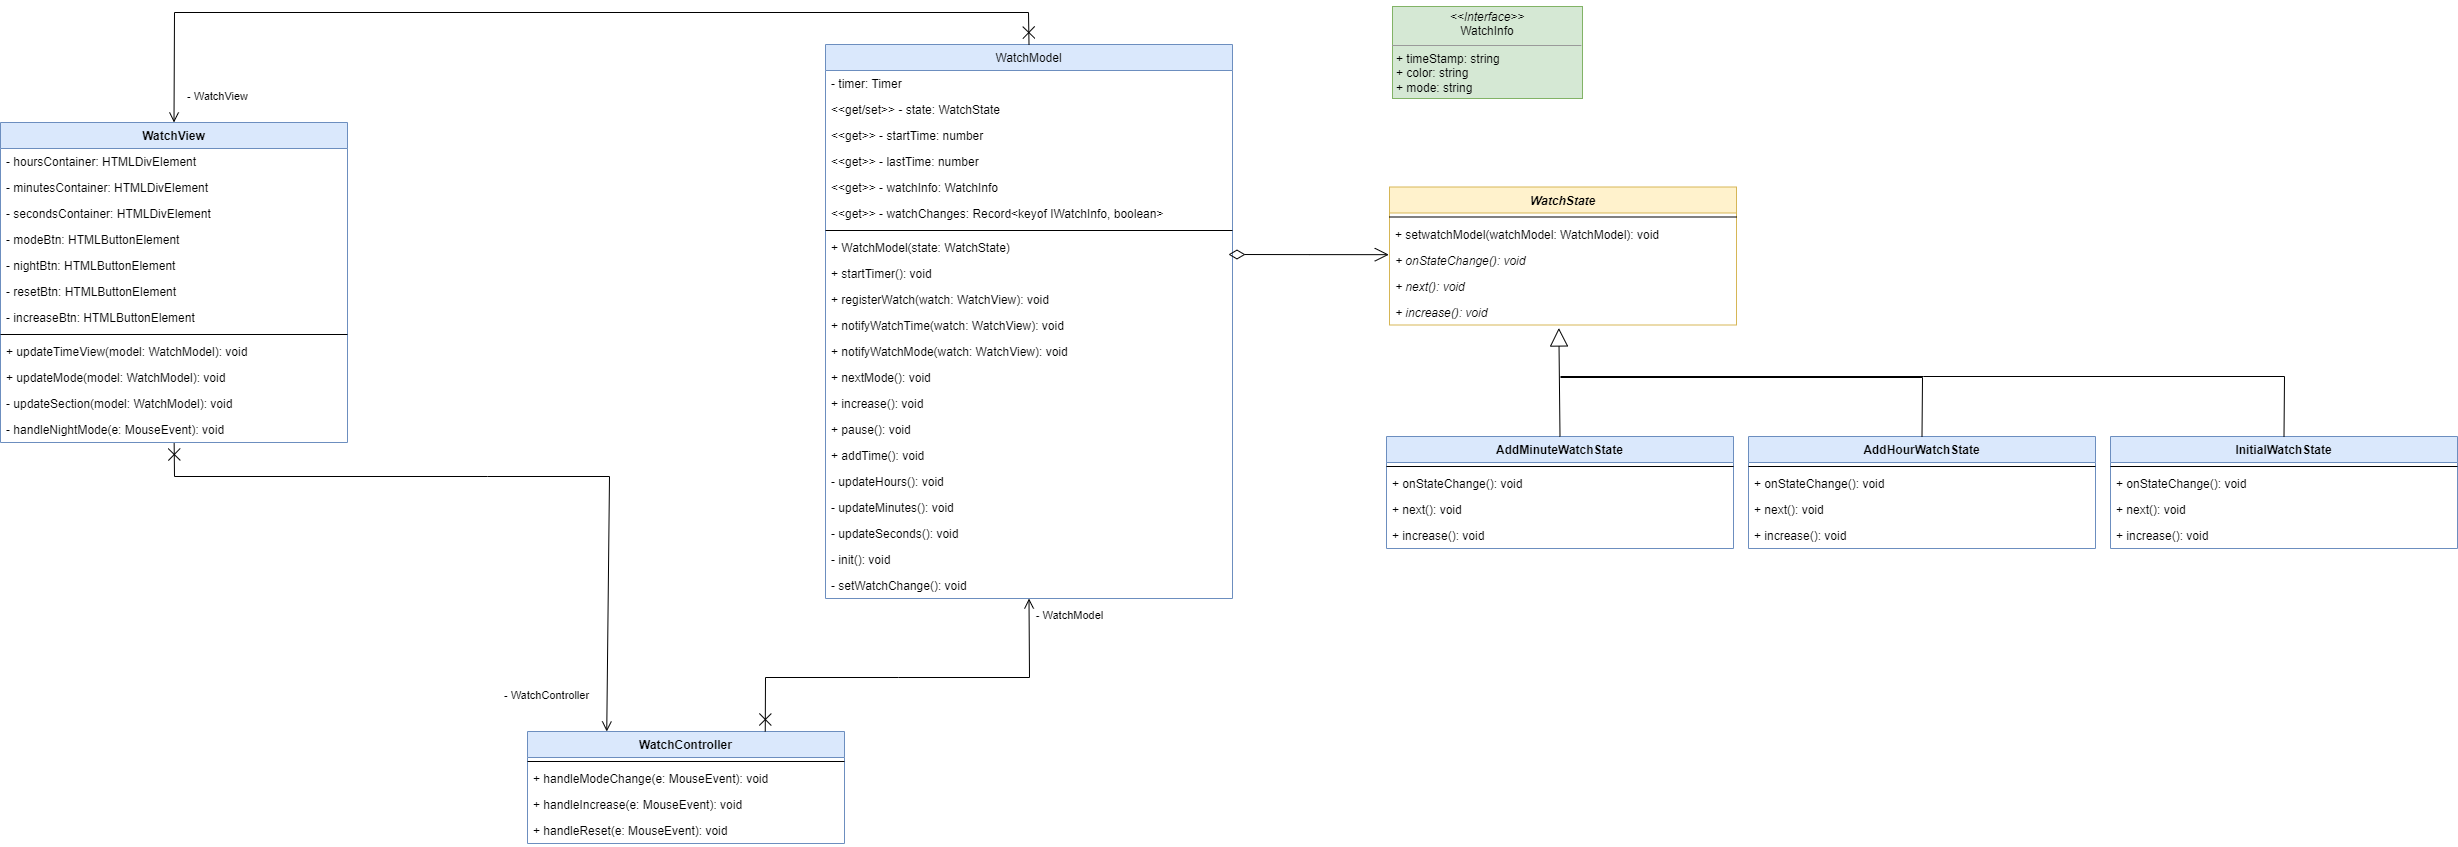 <<Interface>>
WatchInfo
+ timeStamp: string
+ color: string
+ mode: string
WatchModel
- timer: Timer
<<get/set>> - state: WatchState
<<get>> - startTime: number
<<get>> - lastTime: number
<<get>> - watchInfo: WatchInfo
<<get>> - watchChanges: Record<keyof IWatchInfo, boolean>
+ WatchModel(state: WatchState)
+ startTimer(): void
+ registerWatch(watch: WatchView): void
+ notifyWatchTime(watch: WatchView): void
+ notifyWatchMode(watch: WatchView): void
+ nextMode(): void
+ increase(): void
+ pause(): void
+ addTime(): void
- updateHours(): void
- updateMinutes(): void
- updateSeconds(): void
- init(): void
- setWatchChange(): void
- WatchView
WatchView
- hoursContainer: HTMLDivElement
- minutesContainer: HTMLDivElement
- secondsContainer: HTMLDivElement
- modeBtn: HTMLButtonElement
- nightBtn: HTMLButtonElement
- resetBtn: HTMLButtonElement
- increaseBtn: HTMLButtonElement
+ updateTimeView(model: WatchModel): void
+ updateMode(model: WatchModel): void
- updateSection(model: WatchModel): void
- handleNightMode(e: MouseEvent): void
WatchState
+ setwatchModel(watchModel: WatchModel): void
+ onStateChange(): void
+ next(): void
+ increase(): void
AddMinuteWatchState
+ onStateChange(): void
+ next(): void
+ increase(): void
AddHourWatchState
+ onStateChange(): void
+ next(): void
+ increase(): void
InitialWatchState
+ onStateChange(): void
+ next(): void
+ increase(): void
- WatchModel
- WatchController
WatchController
+ handleModeChange(e: MouseEvent): void
+ handleIncrease(e: MouseEvent): void
+ handleReset(e: MouseEvent): void